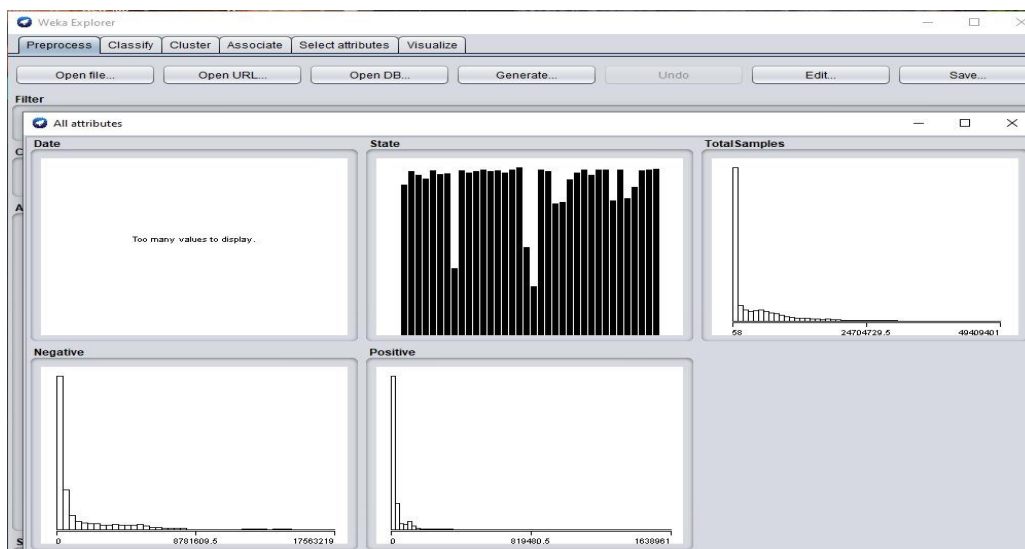 Weka Explorer
Preprocess Classify Cluster Associate Select attributes Visualize
Open file... Open URL... Open DB... Generate... Undo Edit... Save...
Filter
All attributes
C
A
S
Date State TotalSamples
Too many values to display.
58 24704729.5 49409401
Negative Positive
0 8781609.5 17563219 0 819480.5 1638961